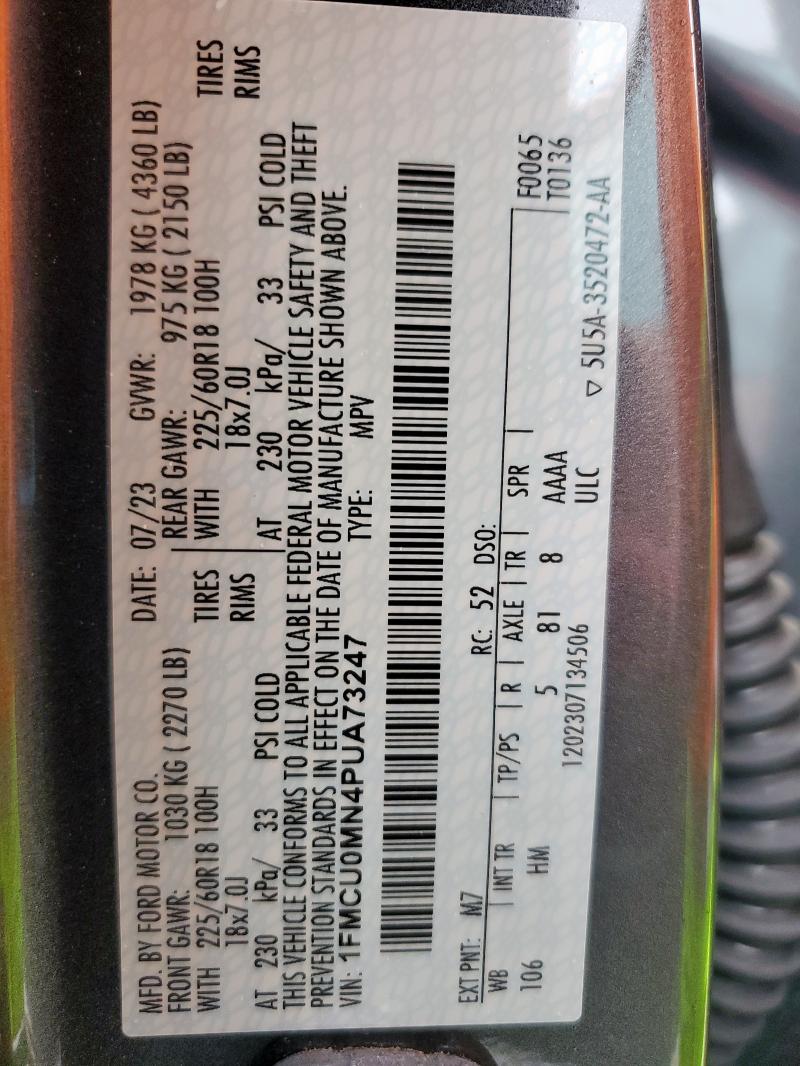 MFD. BY FORD MOTOR CO. DATE: 07/23 GVWR: 1978 KG ( 4360 LB)
FRONT GAWR: 1030 KG ( 2270 LB) REAR GAWR: 975 KG ( 2150 LB)
WITH 225/60R18 100H TIRES WITH 225/60R18 100H TIRES
18x7.0J RIMS 18x7.0J RIMS
AT 230 kPa/ 33 PSI COLD AT 230 kPa/ 33 PSI COLD
THIS VEHICLE CONFORMS TO ALL APPLICABLE FEDERAL MOTOR VEHICLE SAFETY AND THEFT
PREVENTION STANDARDS IN EFFECT ON THE DATE OF MANUFACTURE SHOWN ABOVE.
VIN: 1FMCU0MN4PUA73247 TYPE: MPV
EXT PNT: M7 RC: 52 DSO:
WB INT TR TP/PS R AXLE TR SPR F0065
106 HM 5 81 8 AAAA T0136
1202307134506 ULC
▽ 5U5A-3520472-AA